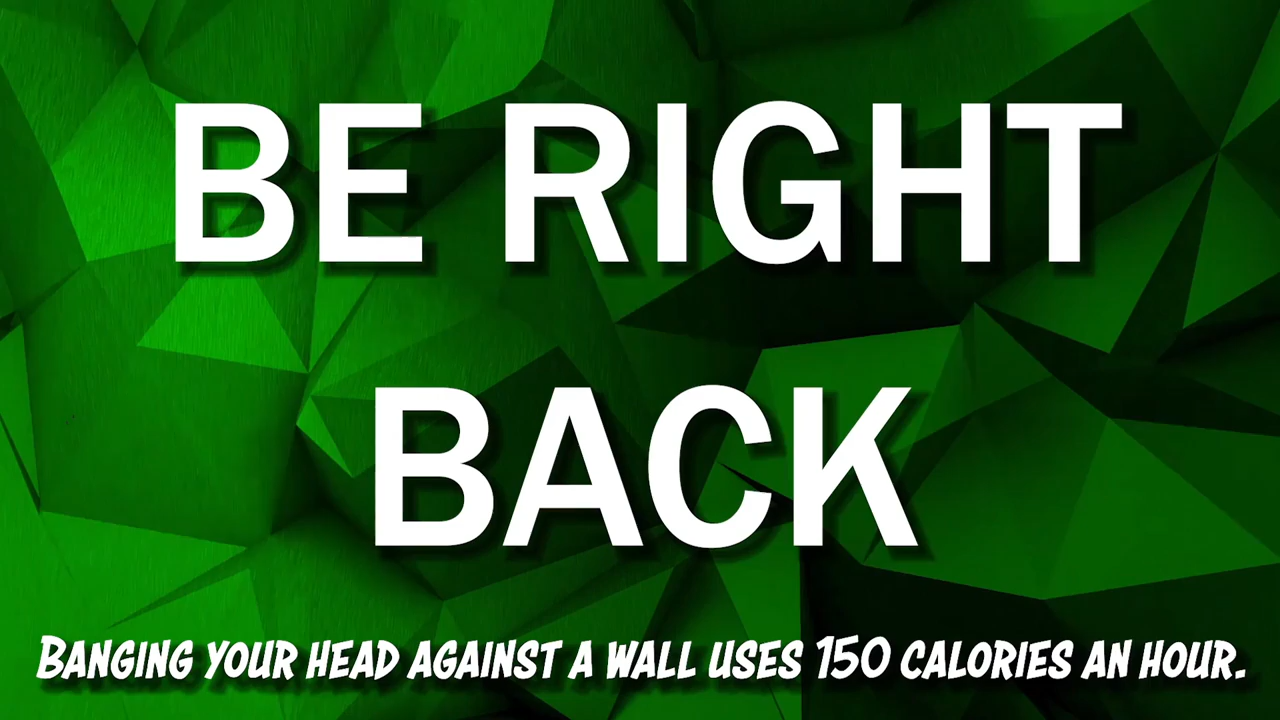 BE RIGHT
BACK
BANGING YOUR HEAD AGAINST A WALL USES 150 CALORIES AN HOUR.